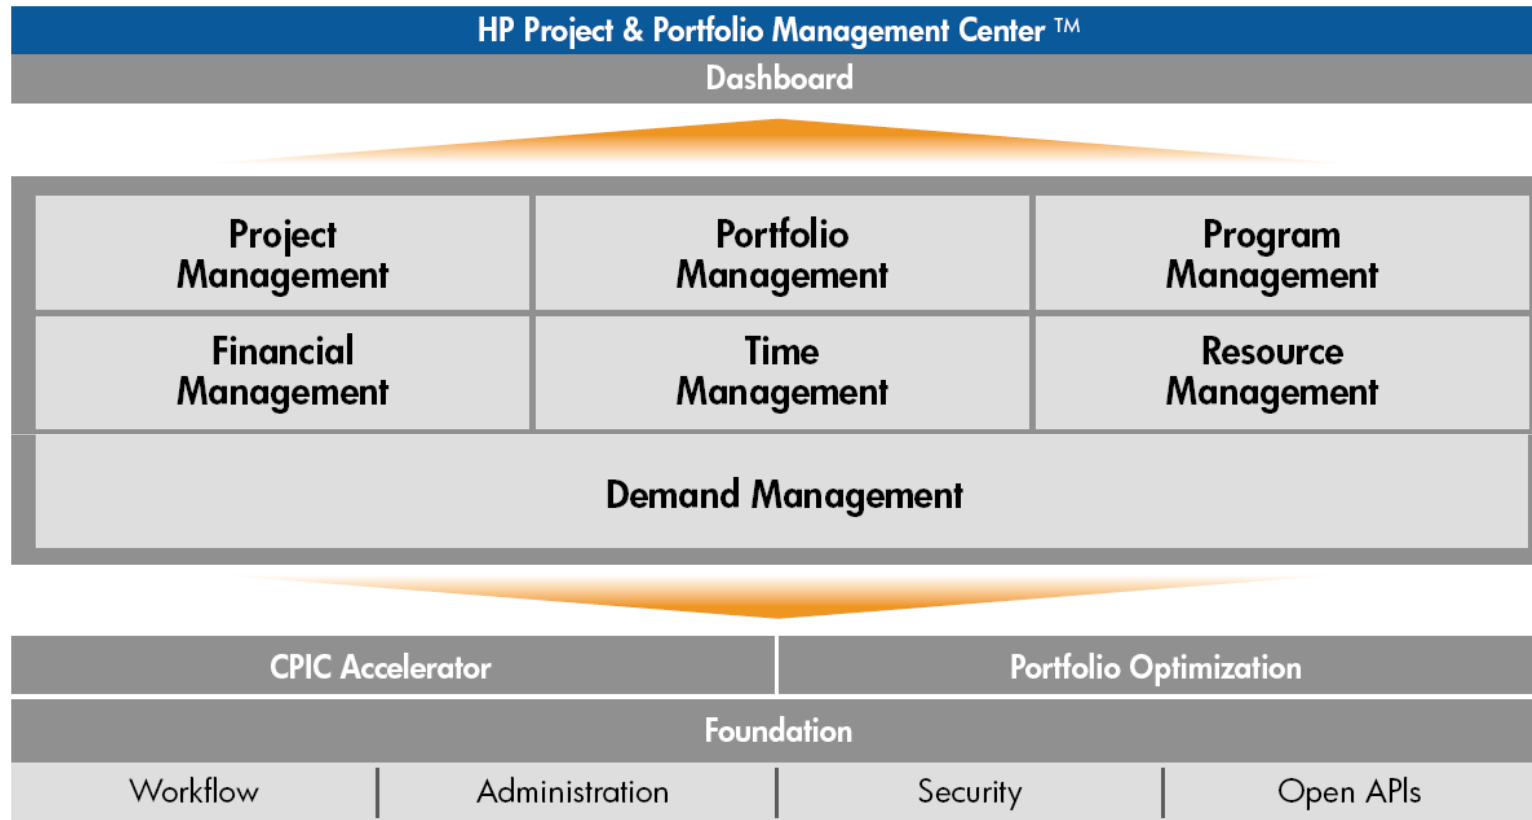 HP Project & Portfolio Management Center ™
Dashboard
Project
Management
Portfolio
Management
Program
Management
Financial
Management
Time
Management
Resource
Management
Demand Management
CPIC Accelerator
Portfolio Optimization
Foundation
Workflow
Administration
Security
Open APIs